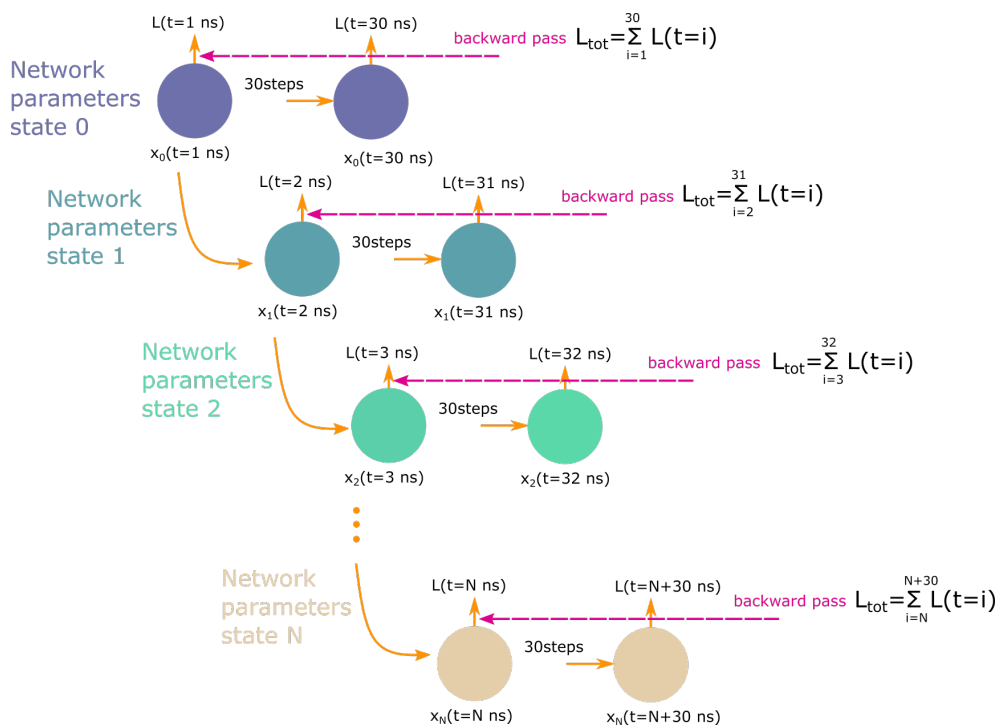 L(t=1 ns)
L(t=30 ns)
backward pass
L_tot=∑_{i=1}^{30} L(t=i)
Network
parameters
state 0
30steps
x₀(t=1 ns)
x₀(t=30 ns)
L(t=2 ns)
L(t=31 ns)
backward pass
L_tot=∑_{i=2}^{31} L(t=i)
Network
parameters
state 1
30steps
x₁(t=2 ns)
x₁(t=31 ns)
L(t=3 ns)
L(t=32 ns)
backward pass
L_tot=∑_{i=3}^{32} L(t=i)
Network
parameters
state 2
30steps
x₂(t=3 ns)
x₂(t=32 ns)
L(t=N ns)
L(t=N+30 ns)
backward pass
L_tot=∑_{i=N}^{N+30} L(t=i)
Network
parameters
state N
30steps
x_N(t=N ns)
x_N(t=N+30 ns)